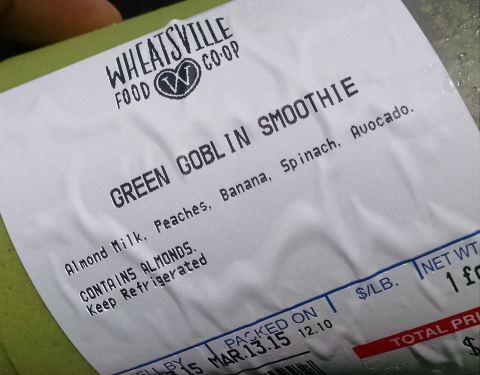 WHEATSVILLE
FOOD W CO-OP
GREEN GOBLIN SMOOTHIE
Almond Milk, Peaches, Banana, Spinach, Avocado.
CONTAINS ALMONDS.
Keep Refrigerated
PACKED ON $/LB. NET WT
MAR.13.15 12.10
TOTAL
$